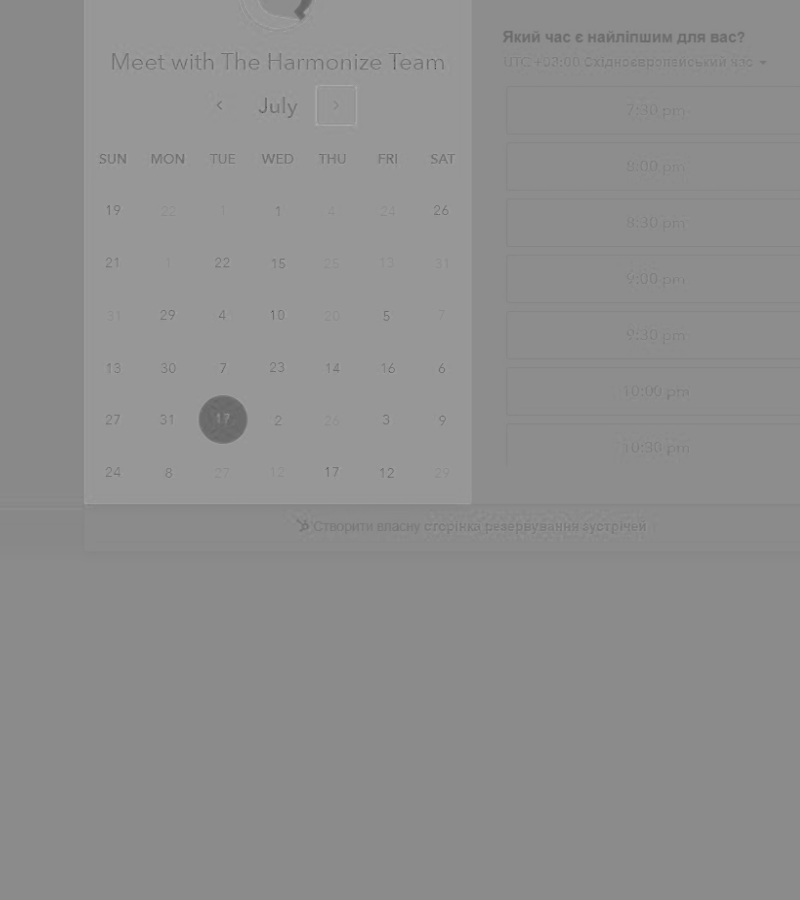 Який час є найліпшим для вас?
Meet with The Harmonize Team
UTC +02:00 Східноєвропейський час
July
7:30 pm
SUN MON TUE WED THU FRI SAT
8:00 pm
19 22 1 1 4 24 26
8:30 pm
21 1 22 15 25 13 31
9:00 pm
31 29 4 10 20 5 7
9:30 pm
13 30 7 23 14 16 6
10:00 pm
27 31 17 2 26 3 9
10:30 pm
24 8 27 12 17 12 29
Створити власну сторінка резервування зустрічей